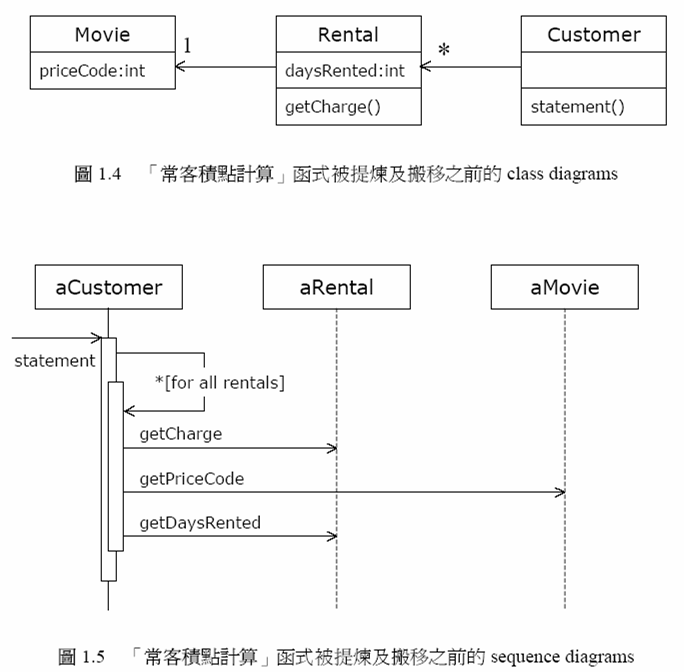 Movie
priceCode:int
1
Rental
daysRented:int
getCharge()
*
Customer
statement()
圖 1.4 「常客積點計算」函式被提煉及搬移之前的 class diagrams
aCustomer
aRental
aMovie
statement
*[for all rentals]
getCharge
getPriceCode
getDaysRented
圖 1.5 「常客積點計算」函式被提煉及搬移之前的 sequence diagrams